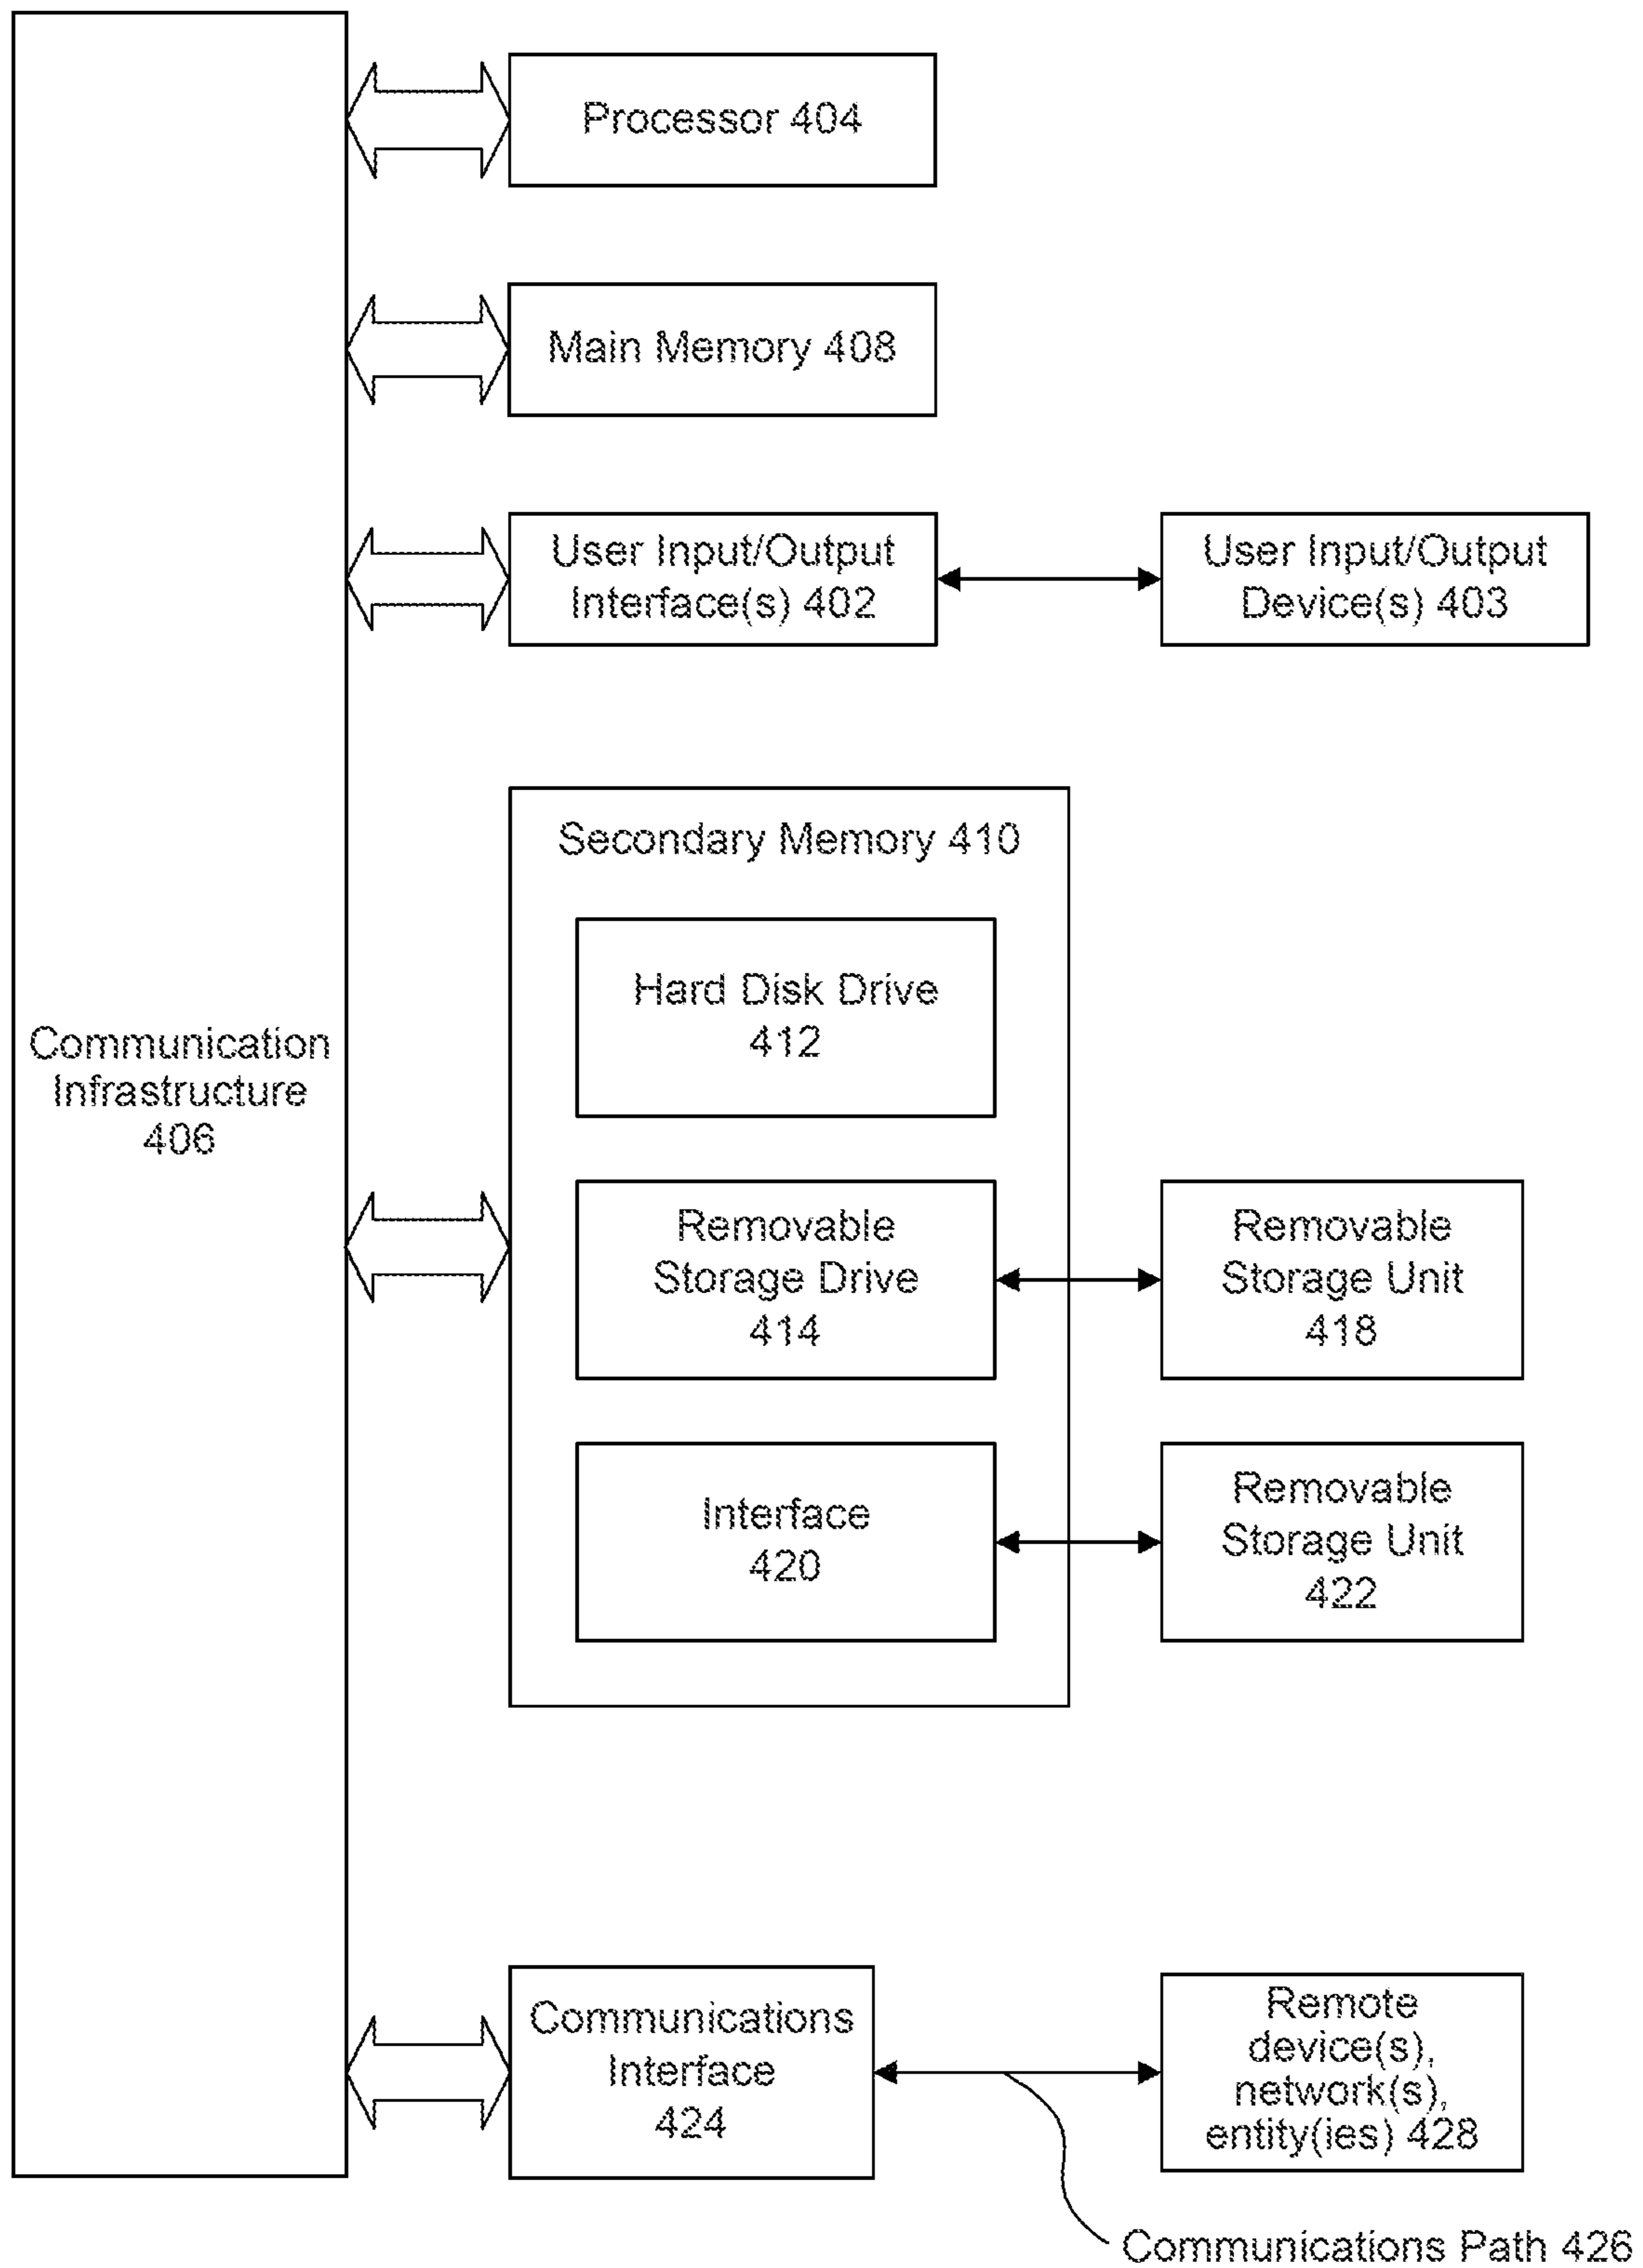 Processor 404
Main Memory 408
User Input/Output
Interface(s) 402
User Input/Output
Device(s) 403
Secondary Memory 410
Hard Disk Drive
412
Communication
Infrastructure
406
Removable
Storage Drive
414
Removable
Storage Unit
418
Interface
420
Removable
Storage Unit
422
Communications
Interface
424
Remote
device(s),
network(s),
entity(ies) 428
Communications Path 426